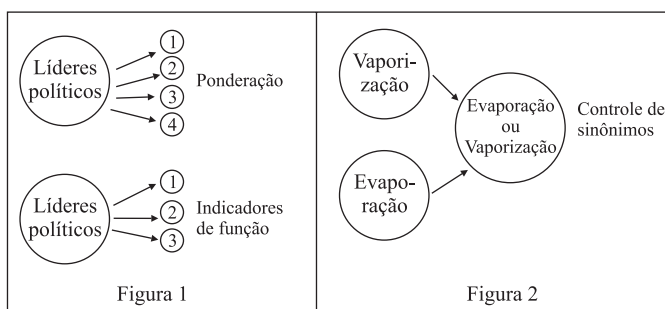 Líderes
políticos
1
2
3
4
Ponderação
Líderes
políticos
1
2
3
Indicadores
de função
Figura 1
Vapori-
zação
Evapo-
ração
Evaporação
ou
Vaporização
Controle de
sinônimos
Figura 2